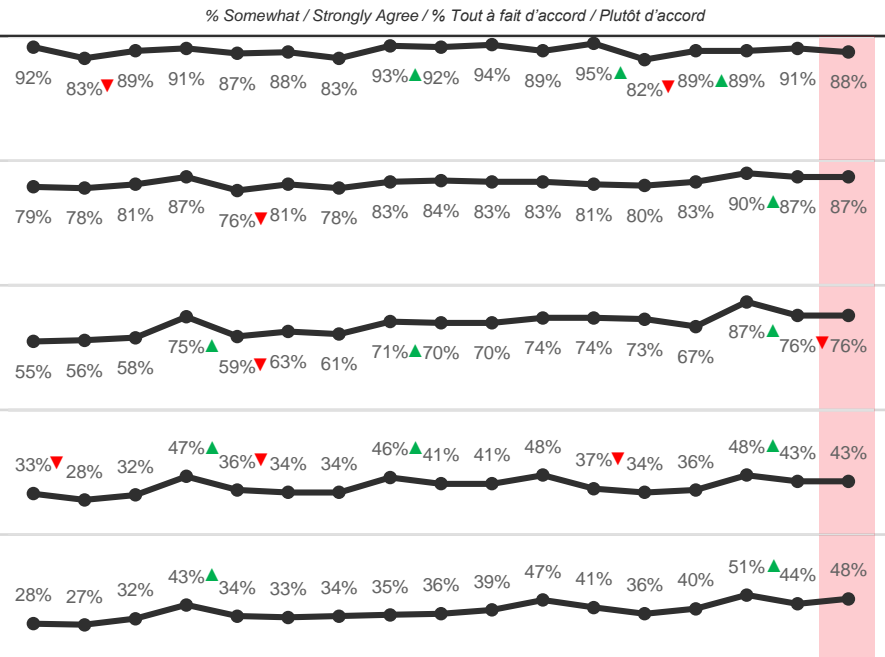 % Somewhat / Strongly Agree / % Tout à fait d’accord / Plutôt d’accord
92% 83%▼ 89% 91% 87% 88% 83% 93%▲ 92% 94% 89% 95%▲ 82%▼ 89%▲ 89% 91% 88%
79% 78% 81% 87% 76%▼ 81% 78% 83% 84% 83% 83% 81% 80% 83% 90%▲ 87% 87%
55% 56% 58% 75%▲ 59%▼ 63% 61% 71%▲ 70% 70% 74% 74% 73% 67% 87%▲ 76%▼ 76%
33%▼ 28% 32% 47%▲ 36%▼ 34% 34% 46%▲ 41% 41% 48% 37%▼ 34% 36% 48%▲ 43% 43%
28% 27% 32% 43%▲ 34% 33% 34% 35% 36% 39% 47% 41% 36% 40% 51%▲ 44% 48%